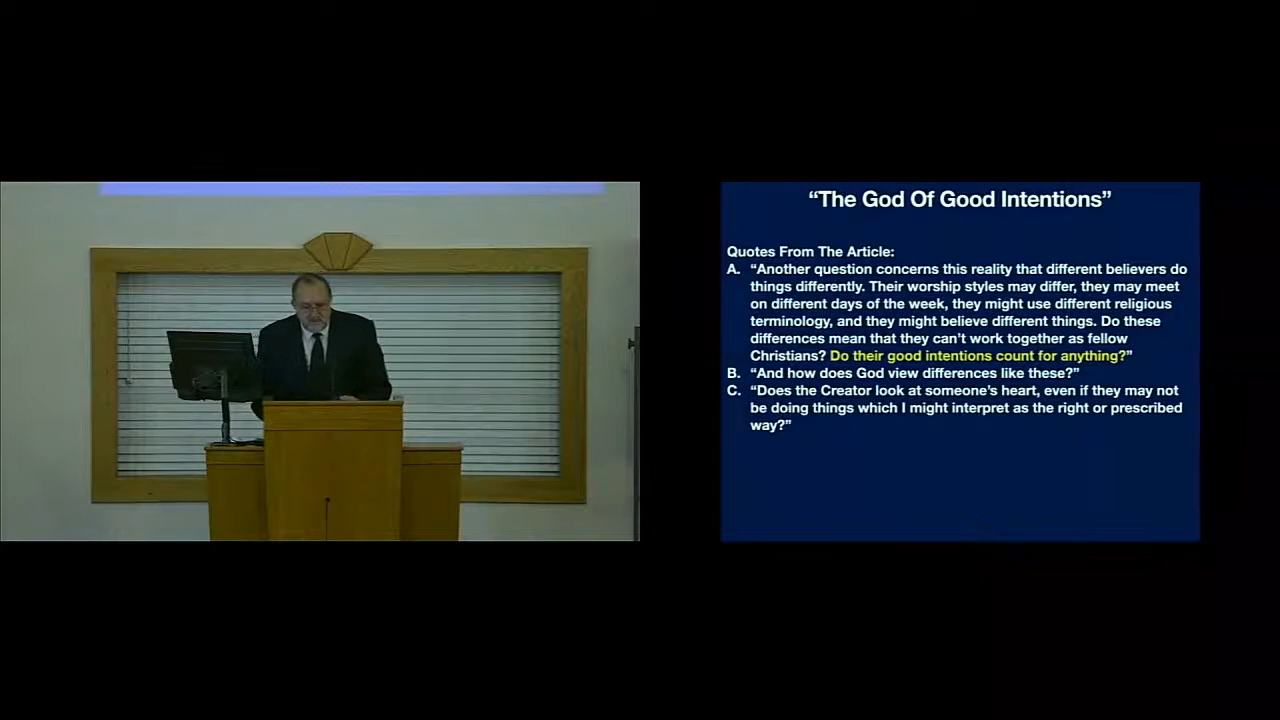 “The God Of Good Intentions”
Quotes From The Article:
A. “Another question concerns this reality that different believers do
things differently. Their worship styles may differ, they may meet
on different days of the week, they might use different religious
terminology, and they might believe different things. Do these
differences mean that they can’t work together as fellow
Christians? Do their good intentions count for anything?”
B. “And how does God view differences like these?”
C. “Does the Creator look at someone’s heart, even if they may not
be doing things which I might interpret as the right or prescribed
way?”